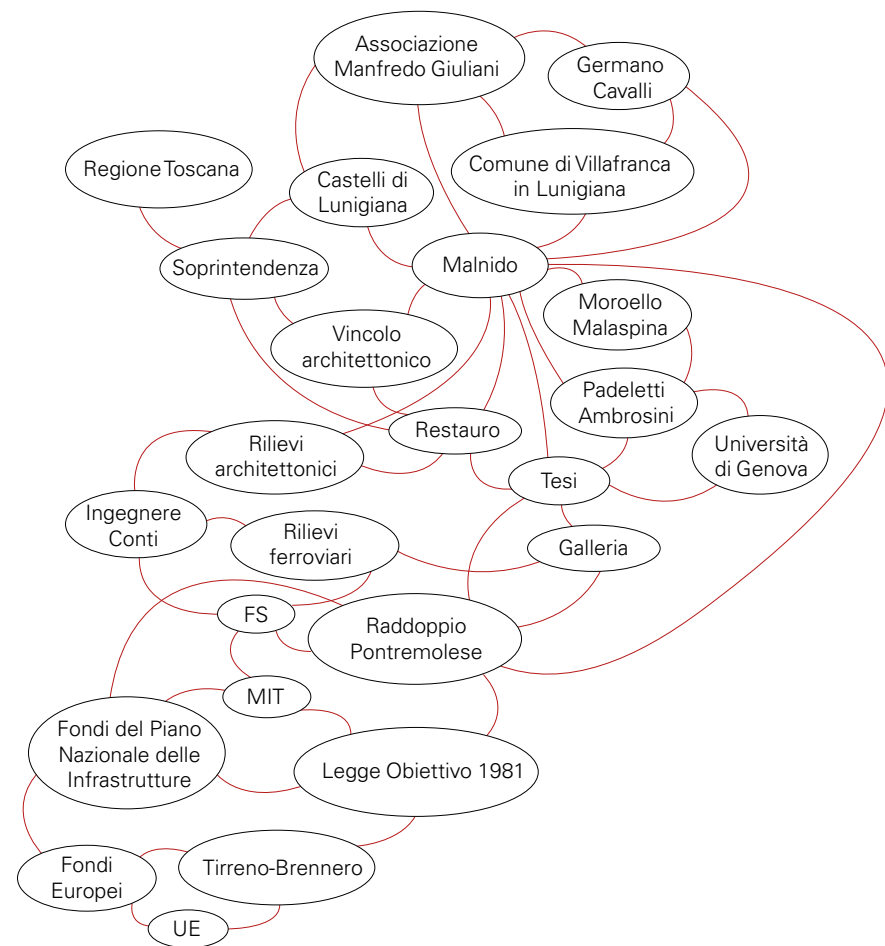 Associazione
Manfredo Giuliani
Germano
Cavalli
Regione Toscana
Castelli di
Lunigiana
Comune di Villafranca
in Lunigiana
Soprintendenza
Malnido
Moroello
Malaspina
Vincolo
architettonico
Padeletti
Ambrosini
Restauro
Università
di Genova
Rilievi
architettonici
Tesi
Ingegnere
Conti
Rilievi
ferroviari
Galleria
FS
Raddoppio
Pontremolese
MIT
Fondi del Piano
Nazionale delle
Infrastrutture
Legge Obiettivo 1981
Fondi
Europei
Tirreno-Brennero
UE